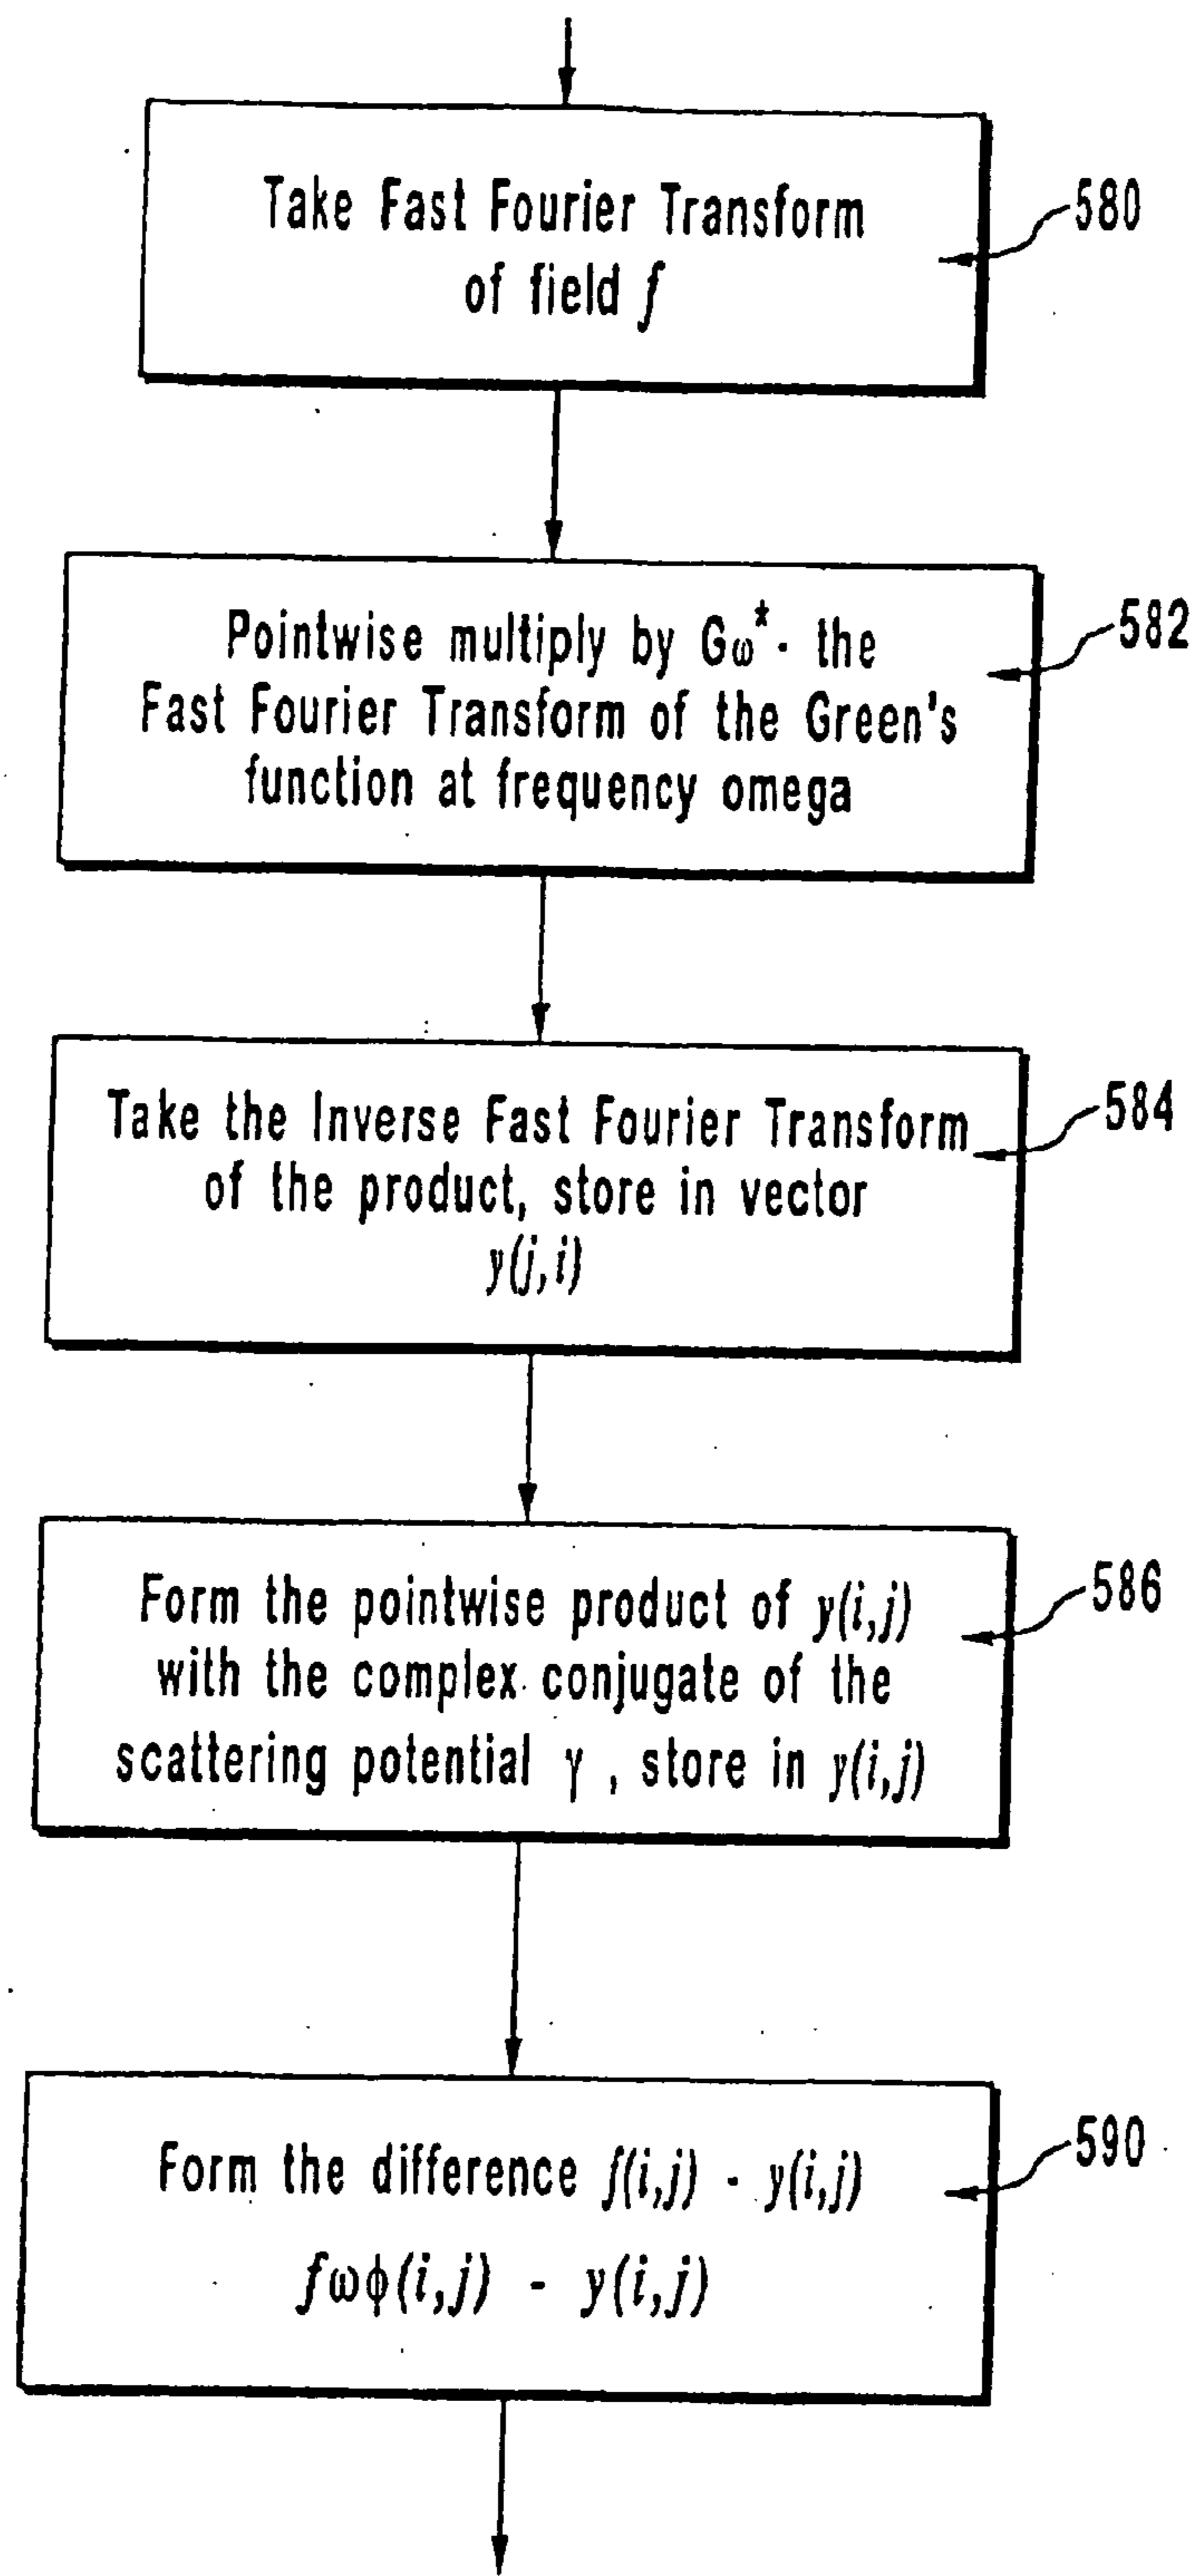 Take Fast Fourier Transform
of field f
580
Pointwise multiply by Gω* - the
Fast Fourier Transform of the Green's
function at frequency omega
582
Take the Inverse Fast Fourier Transform
of the product, store in vector
y(j,i)
584
Form the pointwise product of y(i,j)
with the complex conjugate of the
scattering potential γ , store in y(i,j)
586
Form the difference f(i,j) - y(i,j)
fωϕ(i,j) - y(i,j)
590